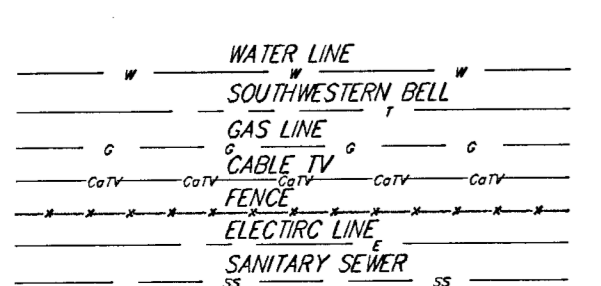 WATER LINE
W W W
SOUTHWESTERN BELL
T
GAS LINE
G G G G
CABLE TV
CaTV CaTV CaTV CaTV CaTV
FENCE
x x x x x x x x x x x x x
ELECTIRC LINE
E
SANITARY SEWER
SS SS